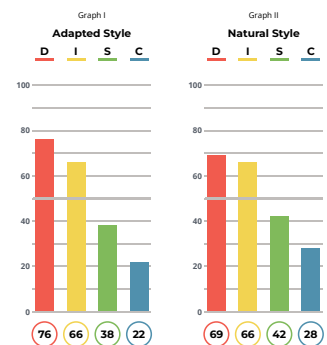 Graph I
Adapted Style
D I S C
100
80
60
40
20
0
76 66 38 22
Graph II
Natural Style
D I S C
100
80
60
40
20
0
69 66 42 28